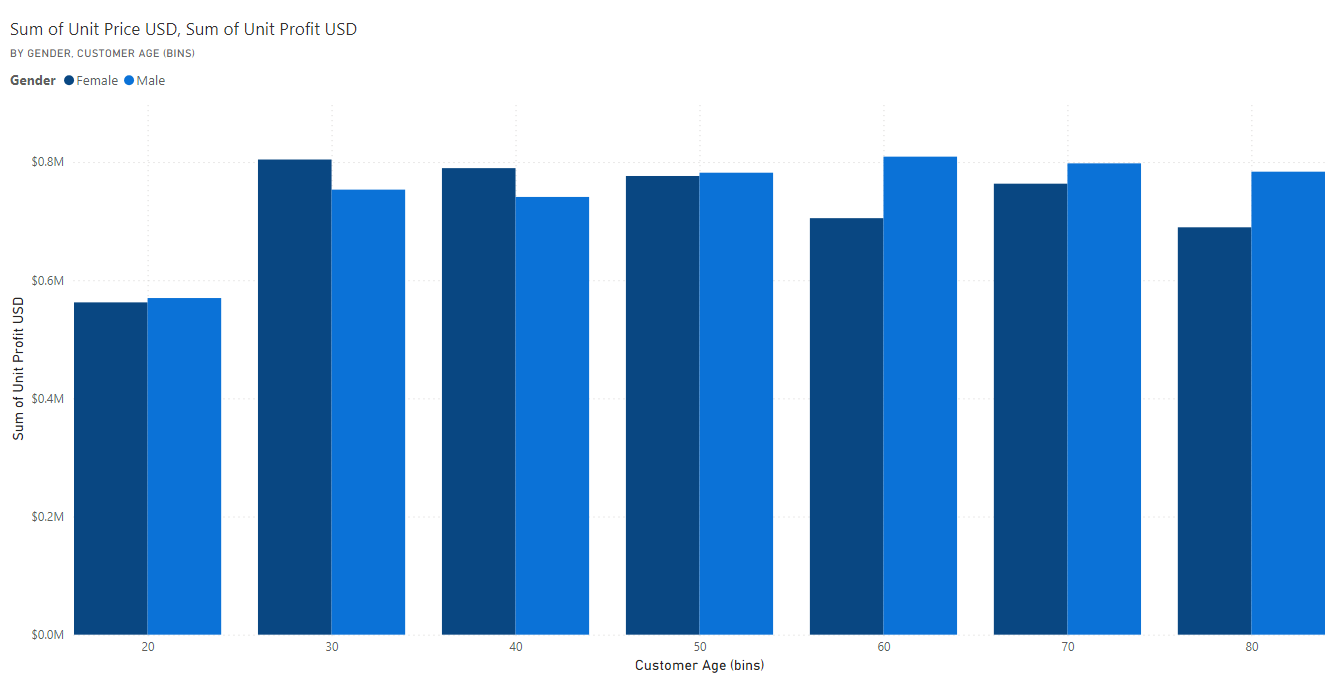 Sum of Unit Price USD, Sum of Unit Profit USD
BY GENDER, CUSTOMER AGE (BINS)
Gender Female Male
$0.8M
$0.6M
$0.4M
$0.2M
$0.0M
Sum of Unit Profit USD
20 30 40 50 60 70 80
Customer Age (bins)